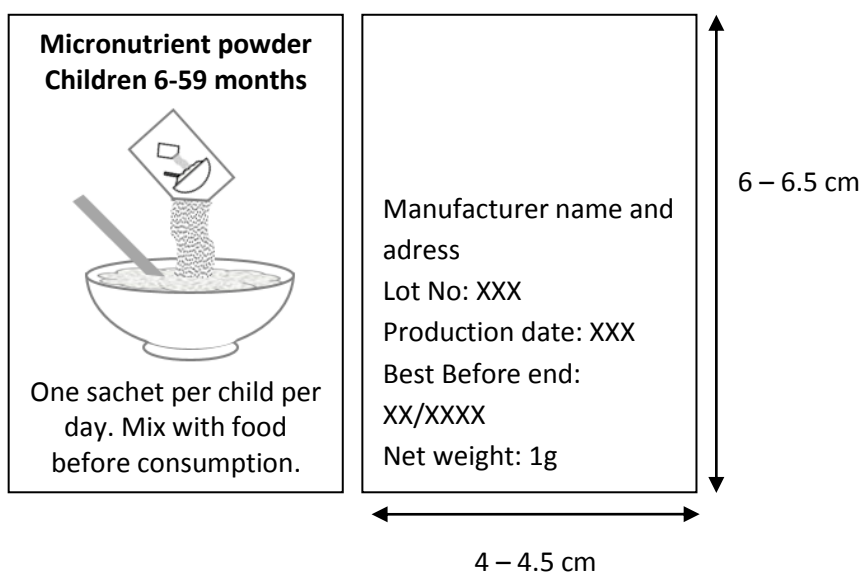 Micronutrient powder
Children 6-59 months
One sachet per child per
day. Mix with food
before consumption.
Manufacturer name and
adress
Lot No: XXX
Production date: XXX
Best Before end:
XX/XXXX
Net weight: 1g
6 – 6.5 cm
4 – 4.5 cm